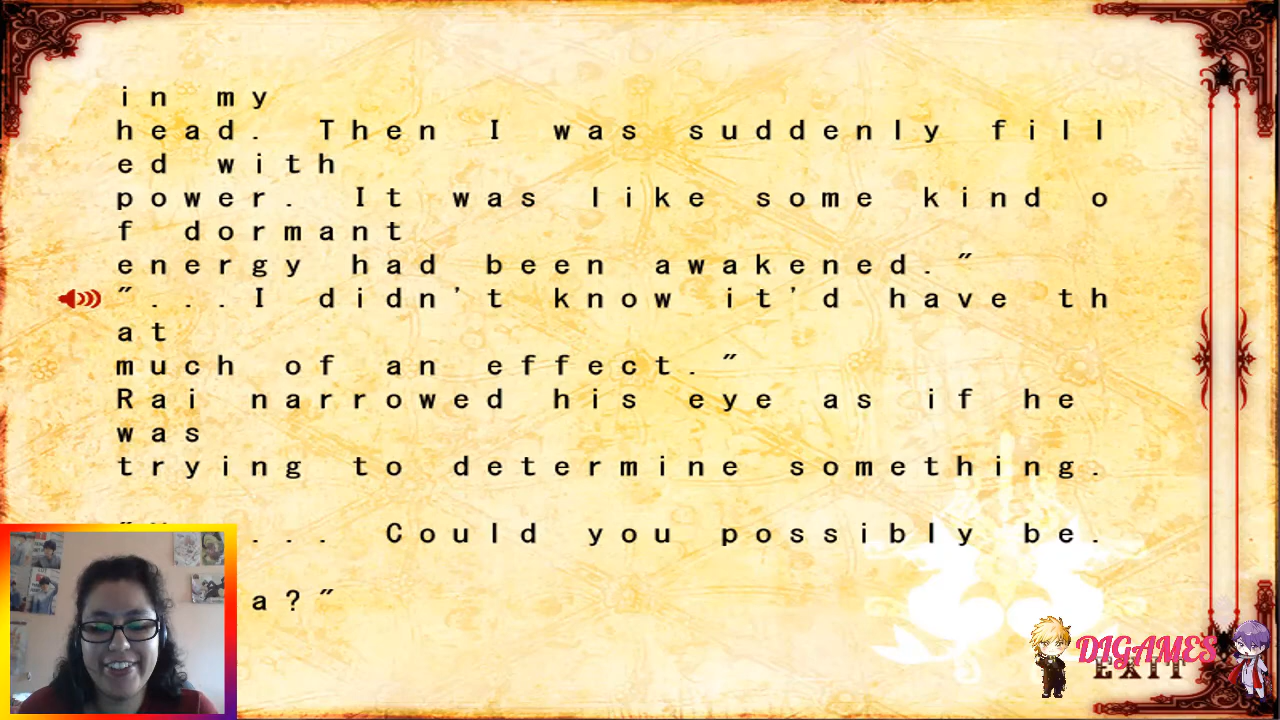 in my
head. Then I was suddenly fill
ed with
power. It was like some kind o
f dormant
energy had been awakened."
"...I didn't know it'd have th
at
much of an effect."
Rai narrowed his eye as if he
was
trying to determine something.
... Could you possibly be.
a?"
DIGAMES
EXIT